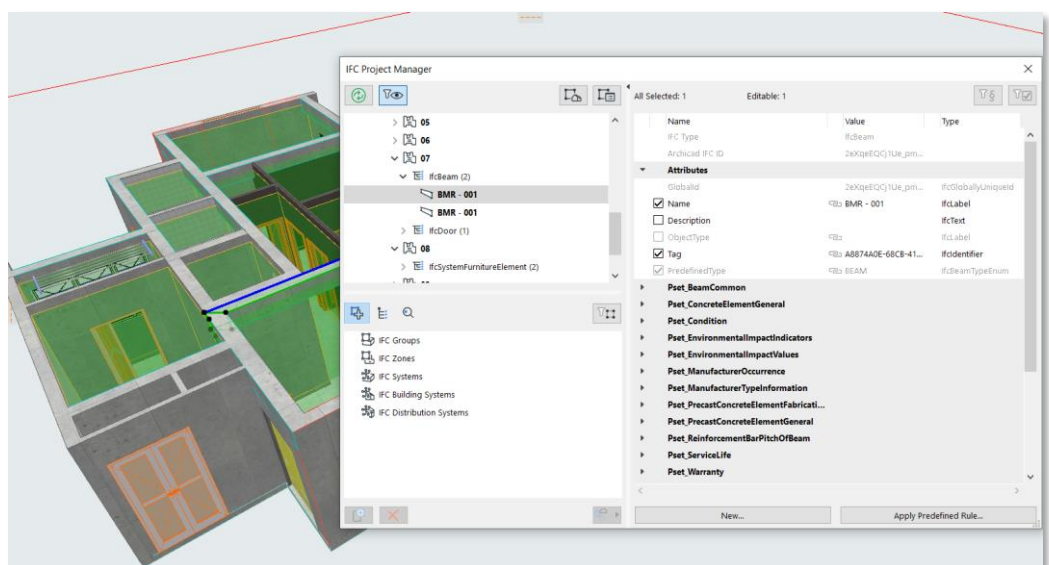 IFC Project Manager
All Selected: 1 Editable: 1
05
06
07
IfcBeam (2)
BMR - 001
BMR - 001
IfcDoor (1)
08
IfcSystemFurnitureElement (2)
IFC Groups
IFC Zones
IFC Systems
IFC Building Systems
IFC Distribution Systems
Name Value Type
IFC Type IfcBeam
Archicad IFC ID 2eXqeEQCj1Ue_pm...
Attributes
GlobalId 2eXqeEQCj1Ue_pm... IfcGloballyUniqueId
Name BMR - 001 IfcLabel
Description IfcText
ObjectType IfcLabel
Tag A8874A0E-68CB-41... IfcIdentifier
PredefinedType BEAM IfcBeamTypeEnum
Pset_BeamCommon
Pset_ConcreteElementGeneral
Pset_Condition
Pset_EnvironmentalImpactIndicators
Pset_EnvironmentalImpactValues
Pset_ManufacturerOccurrence
Pset_ManufacturerTypeInformation
Pset_PrecastConcreteElementFabricati...
Pset_PrecastConcreteElementGeneral
Pset_ReinforcementBarPitchOfBeam
Pset_ServiceLife
Pset_Warranty
New... Apply Predefined Rule...